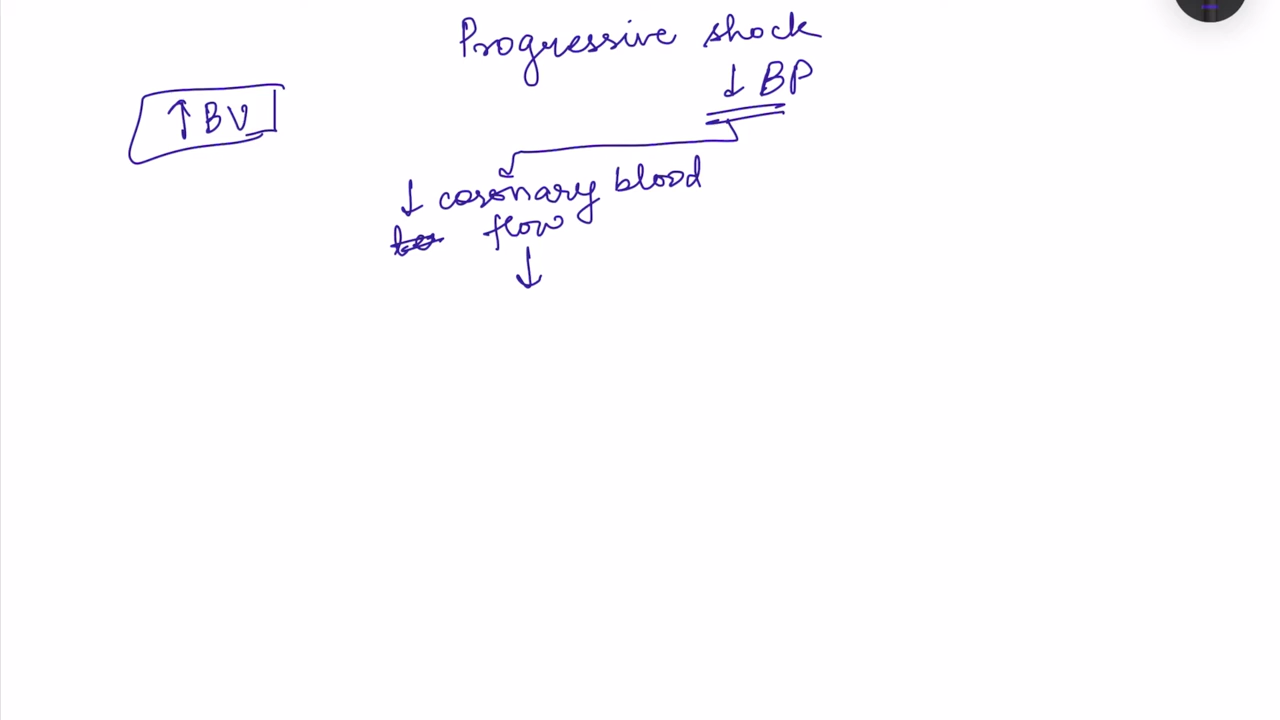 Progressive shock
↓ BP
↑ BV
↓ coronary blood
flow
↓